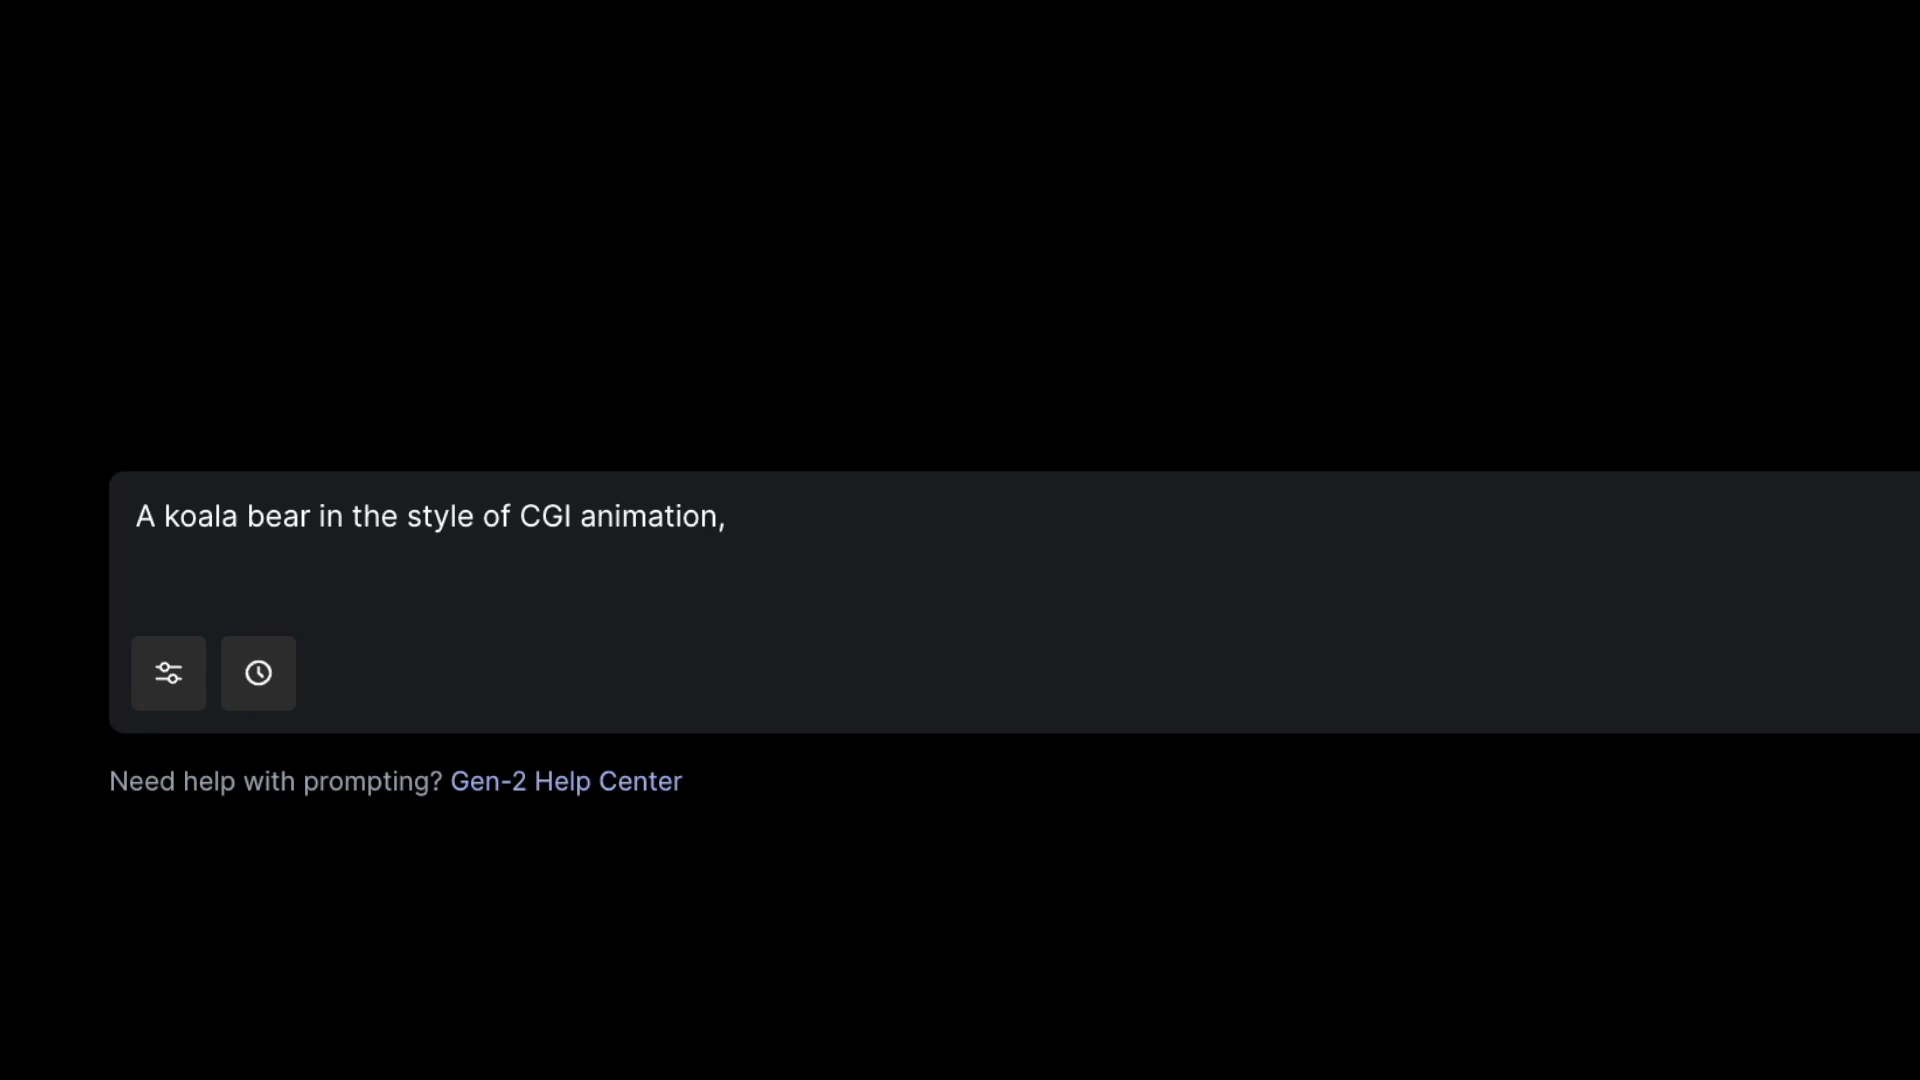 A koala bear in the style of CGI animation,
Need help with prompting? Gen-2 Help Center